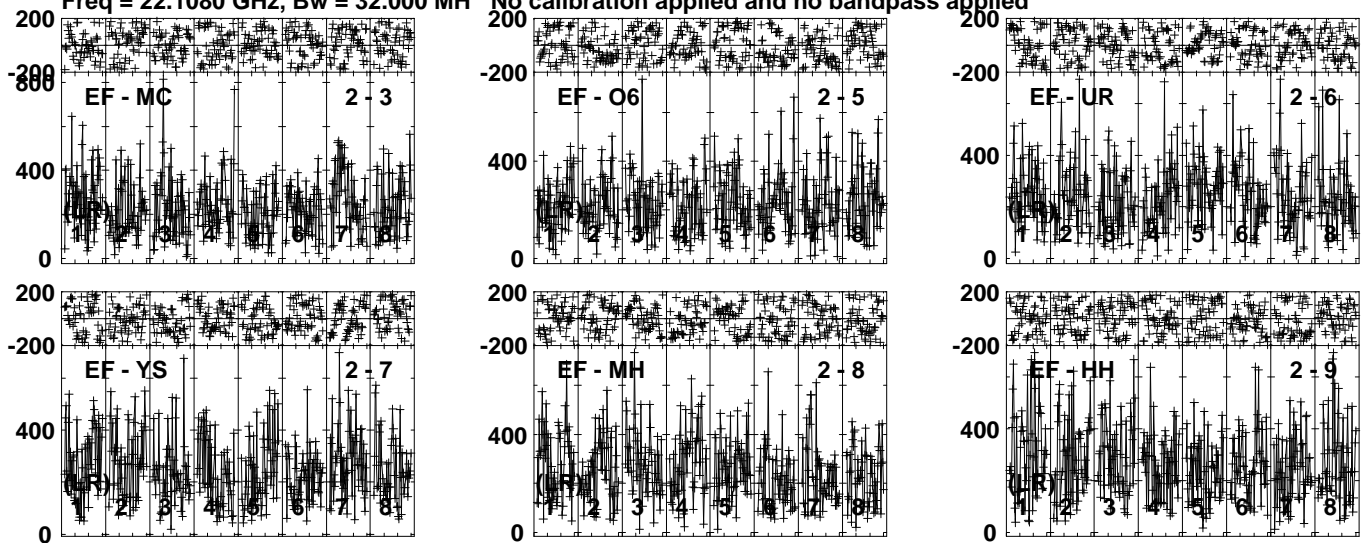 Freq = 22.1080 GHz, Bw = 32.000 MH No calibration applied and no bandpass applied
200
-200
800
400
0
EF - MC 2 - 3
(LR)
1 2 3 4 5 6 7 8
200
-200
400
0
EF - O6 2 - 5
(LR)
1 2 3 4 5 6 7 8
200
-200
400
0
EF - UR 2 - 6
(LR)
1 2 3 4 5 6 7 8
200
-200
400
0
EF - YS 2 - 7
(LR)
1 2 3 4 5 6 7 8
200
-200
400
0
EF - MH 2 - 8
(LR)
1 2 3 4 5 6 7 8
200
-200
400
0
EF - HH 2 - 9
(LR)
1 2 3 4 5 6 7 8